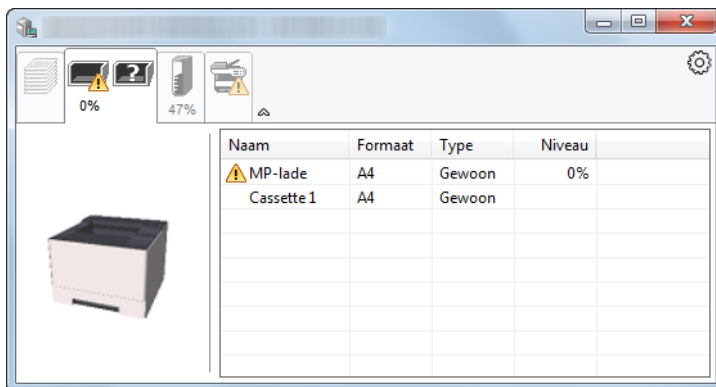 0%
47%
Naam Formaat Type Niveau
MP-lade A4 Gewoon 0%
Cassette 1 A4 Gewoon